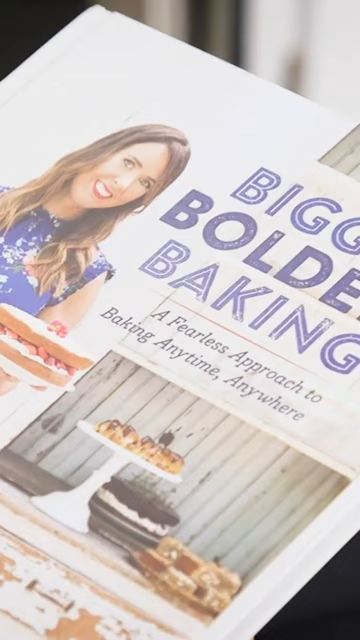 BIGG
BOLDE
BAKING
A Fearless Approach to
Baking Anytime, Anywhere